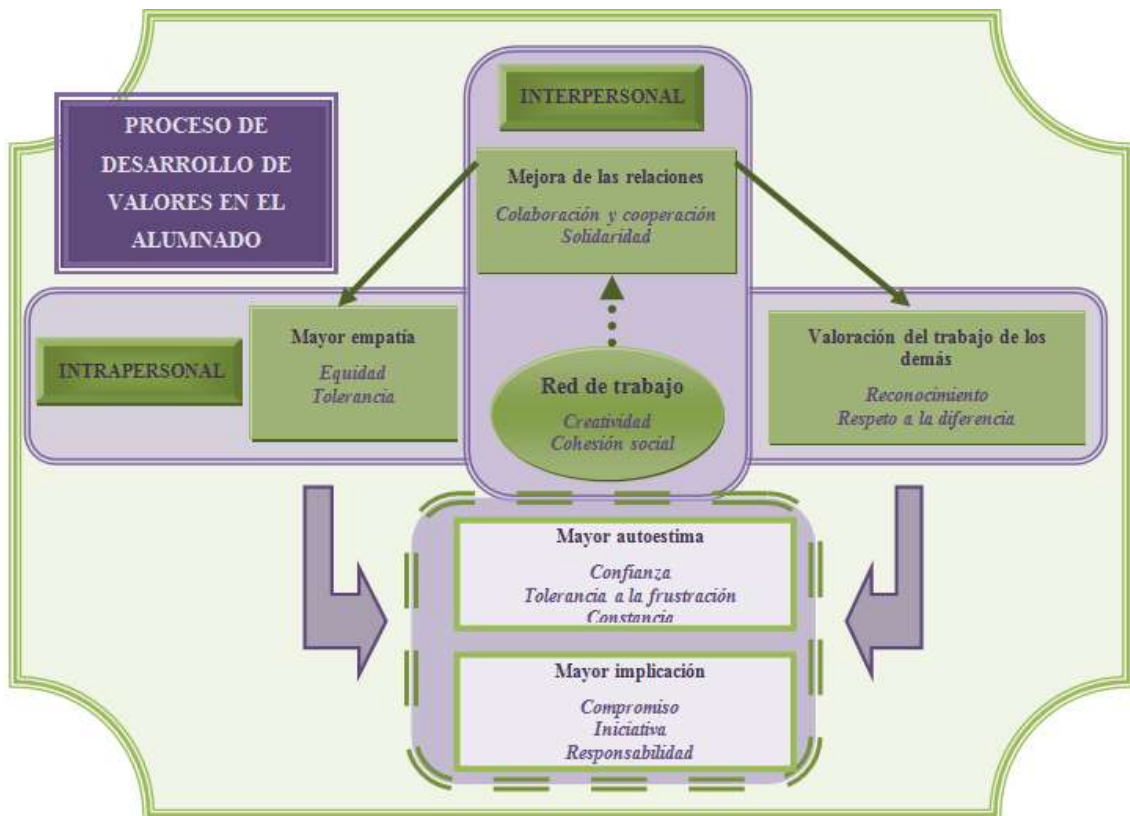 PROCESO DE
DESARROLLO DE
VALORES EN EL
ALUMNADO
INTERPERSONAL
Mejora de las relaciones
Colaboración y cooperación
Solidaridad
INTRAPERSONAL
Mayor empatía
Equidad
Tolerancia
Red de trabajo
Creatividad
Cohesión social
Valoración del trabajo de los
demás
Reconocimiento
Respeto a la diferencia
Mayor autoestima
Confianza
Tolerancia a la frustración
Constancia
Mayor implicación
Compromiso
Iniciativa
Responsabilidad